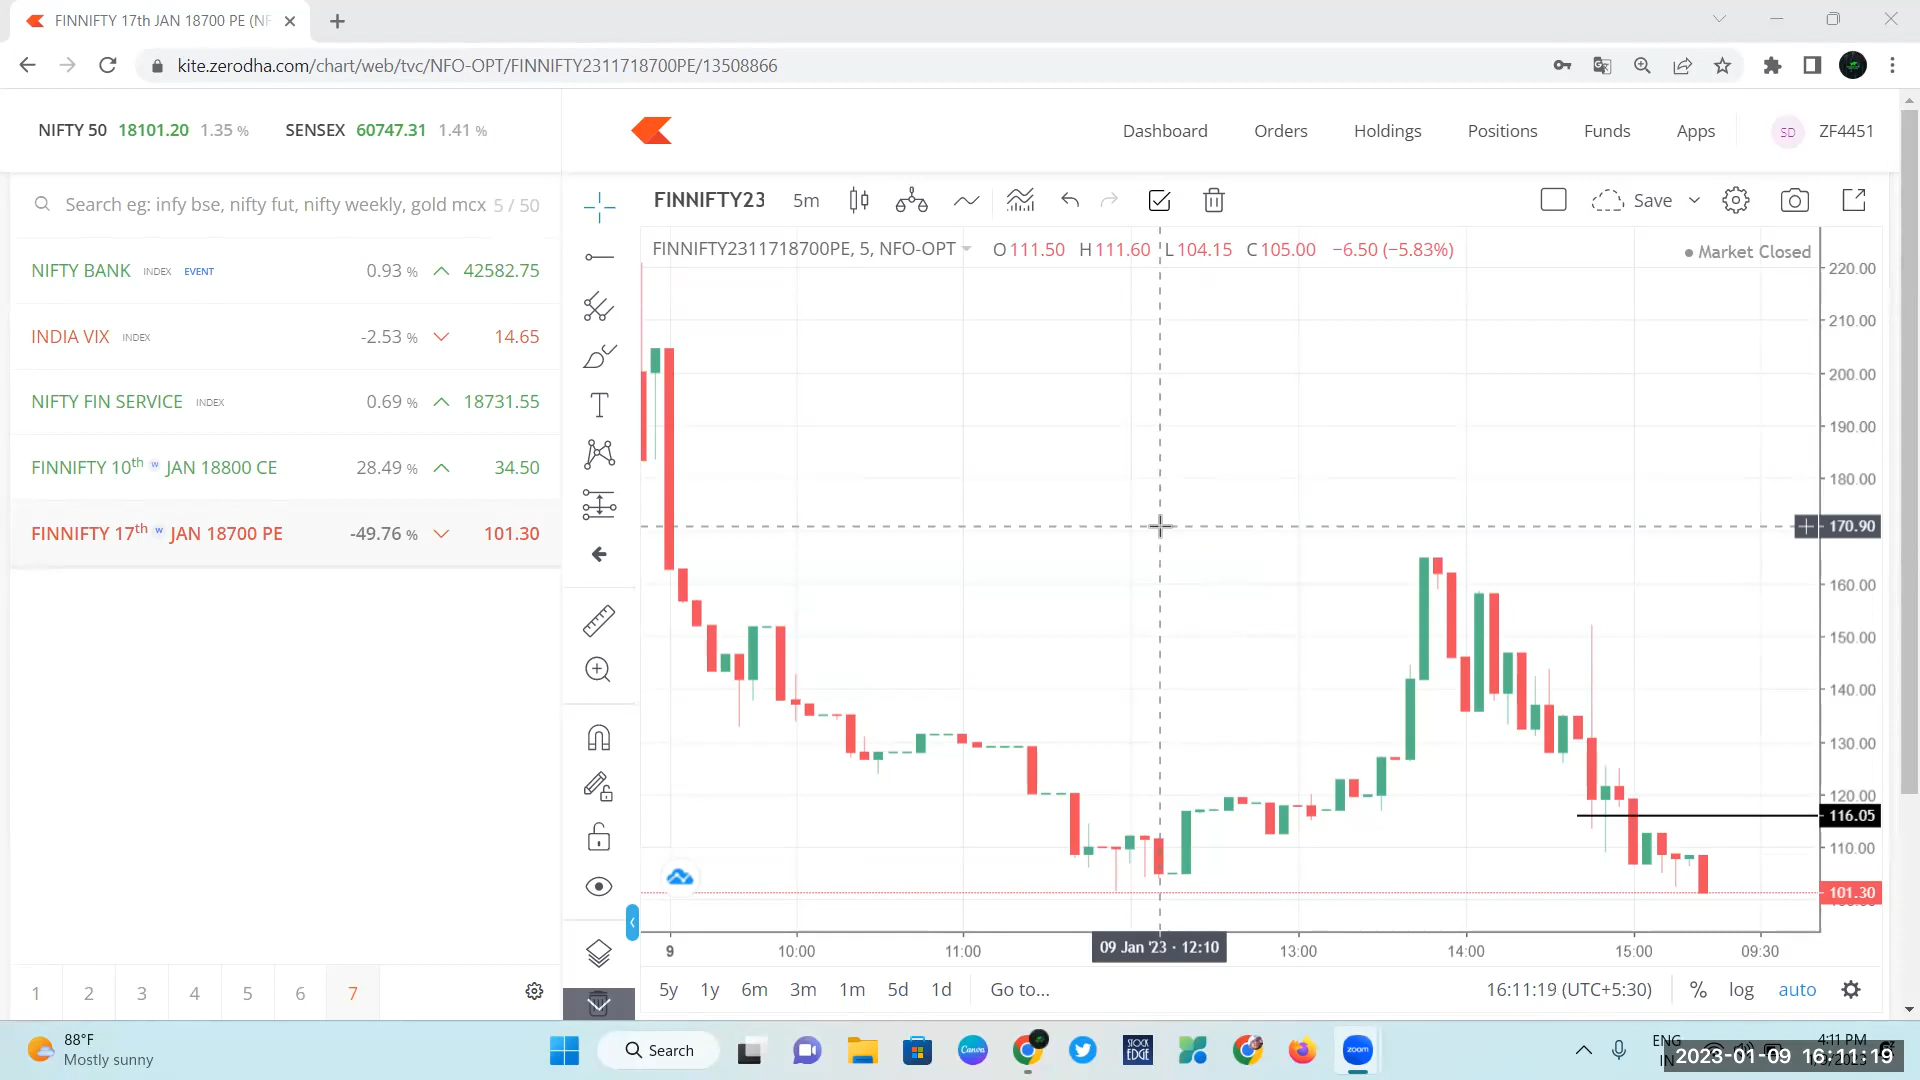 FINNIFTY 17th JAN 18700 PE (NF
kite.zerodha.com/chart/web/tvc/NFO-OPT/FINNIFTY2311718700PE/13508866
NIFTY 50 18101.20 1.35 % SENSEX 60747.31 1.41 %
Dashboard Orders Holdings Positions Funds Apps SD ZF4451
Search eg: infy bse, nifty fut, nifty weekly, gold mcx 5 / 50
NIFTY BANK INDEX EVENT 0.93 % 42582.75
INDIA VIX INDEX -2.53 % 14.65
NIFTY FIN SERVICE INDEX 0.69 % 18731.55
FINNIFTY 10th w JAN 18800 CE 28.49 % 34.50
FINNIFTY 17th w JAN 18700 PE -49.76 % 101.30
1 2 3 4 5 6 7
FINNIFTY23 5m Save
FINNIFTY2311718700PE, 5, NFO-OPT O 111.50 H 111.60 L 104.15 C 105.00 −6.50 (−5.83%)
Market Closed
220.00
210.00
200.00
190.00
180.00
170.90
160.00
150.00
140.00
130.00
120.00
116.05
110.00
101.30
9 10:00 11:00 09 Jan '23 · 12:10 13:00 14:00 15:00 09:30
5y 1y 6m 3m 1m 5d 1d Go to... 16:11:19 (UTC+5:30) % log auto
88°F
Mostly sunny
Search
Canva
STOCK EDGE
zoom
ENG
IN
4:11 PM
2023-01-09 16:11:19